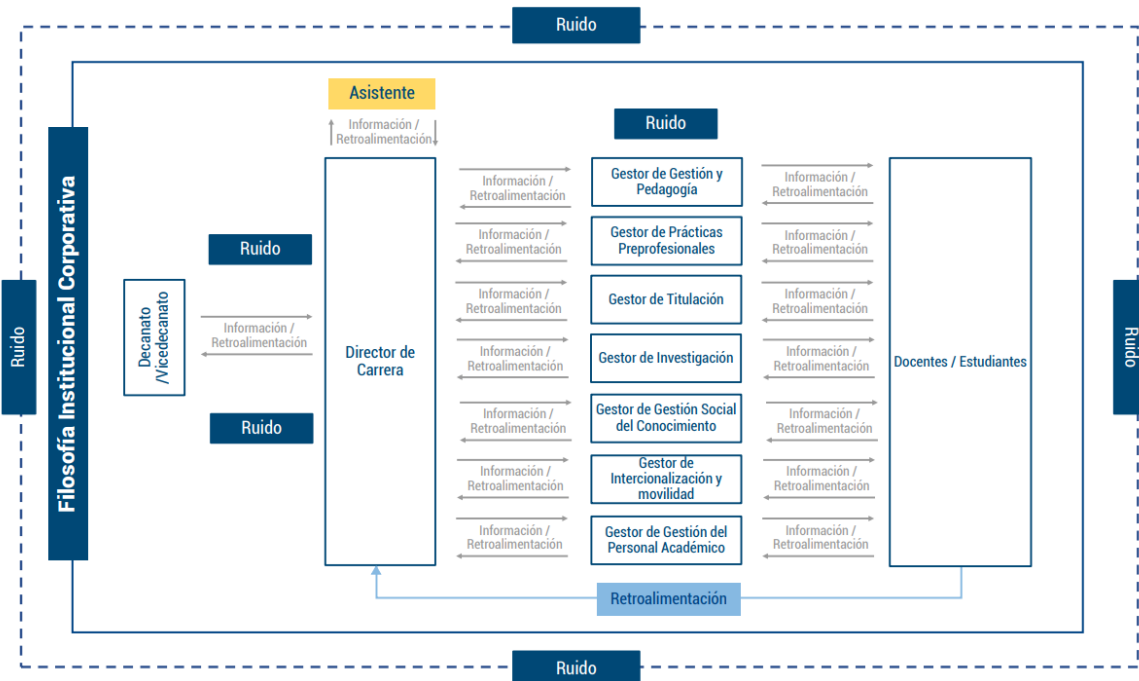 Ruido
Asistente
Información /
Retroalimentación
Ruido
Filosofía Institucional Corporativa
Ruido
Decanato
/Vicedecanato
Ruido
Información /
Retroalimentación
Ruido
Director de
Carrera
Información /
Retroalimentación
Gestor de Gestión y
Pedagogía
Información /
Retroalimentación
Información /
Retroalimentación
Gestor de Prácticas
Preprofesionales
Información /
Retroalimentación
Información /
Retroalimentación
Gestor de Titulación
Información /
Retroalimentación
Información /
Retroalimentación
Gestor de Investigación
Información /
Retroalimentación
Información /
Retroalimentación
Gestor de Gestión Social
del Conocimiento
Información /
Retroalimentación
Información /
Retroalimentación
Gestor de
Intercionalización y
movilidad
Información /
Retroalimentación
Información /
Retroalimentación
Gestor de Gestión del
Personal Académico
Información /
Retroalimentación
Docentes / Estudiantes
Ruido
Retroalimentación
Ruido